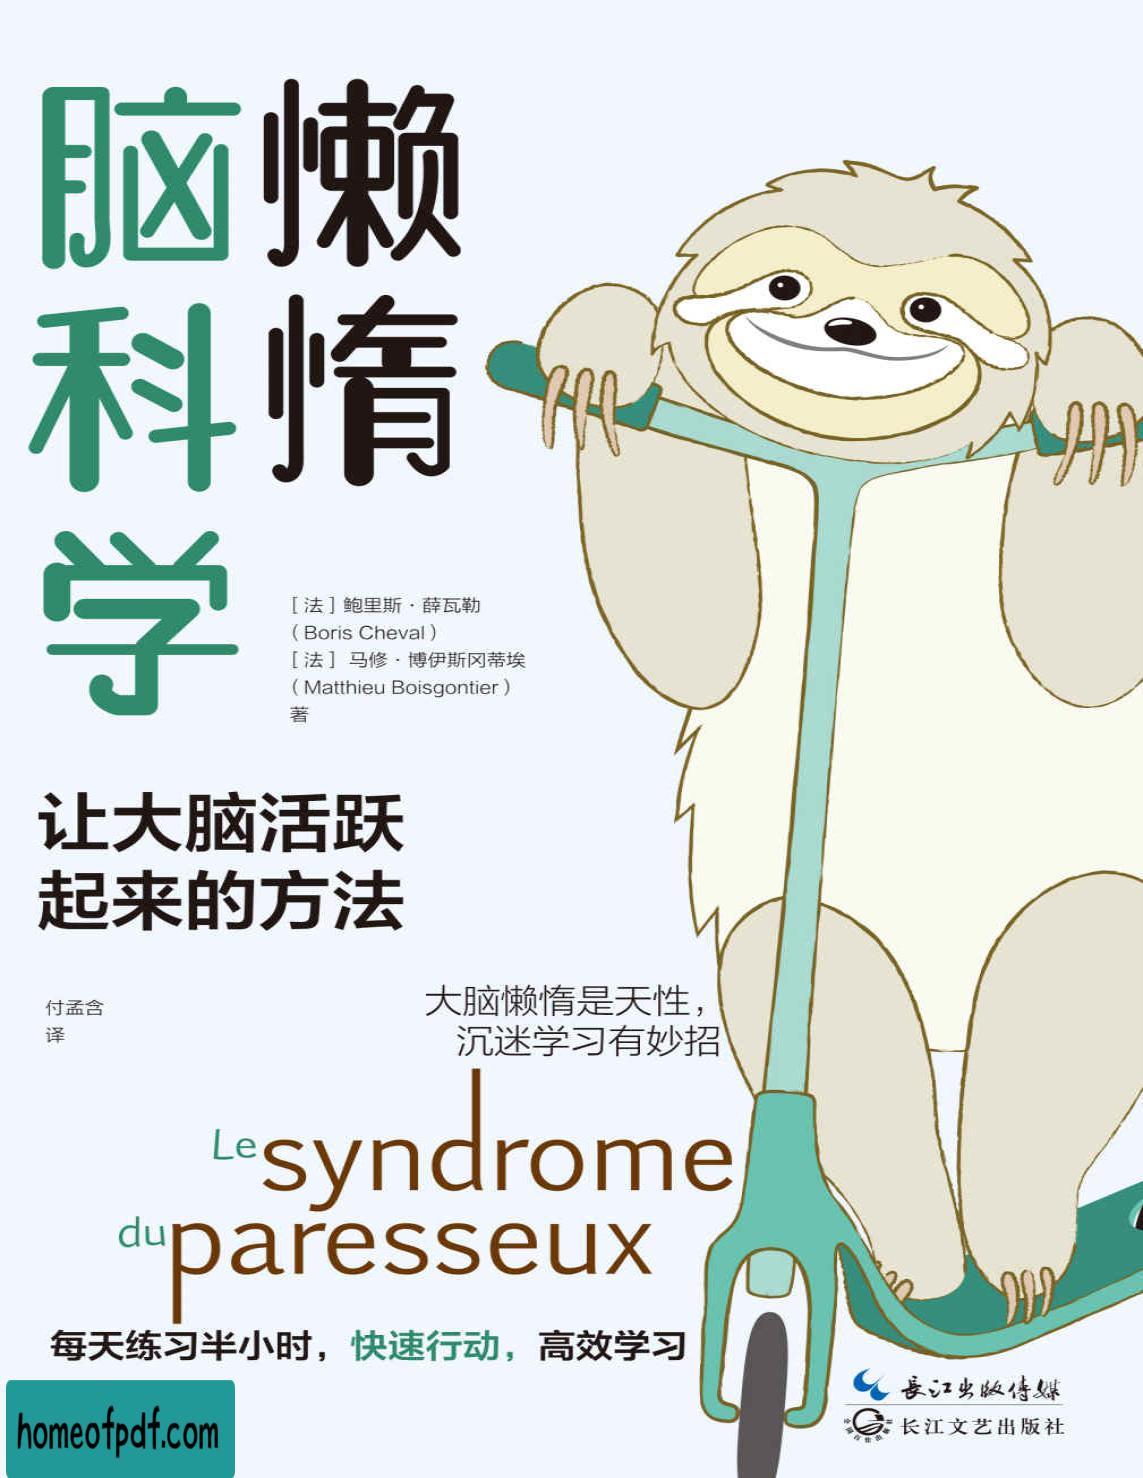 懒惰
脑科学
[法]鲍里斯·薛瓦勒
(Boris Cheval)
[法] 马修·博伊斯冈蒂埃
(Matthieu Boisgontier)
著
让大脑活跃
起来的方法
付孟含
译
大脑懒惰是天性,
沉迷学习有妙招
Le syndrome
du paresseux
每天练习半小时,快速行动,高效学习
長江出版传媒
长江文艺出版社
homeofpdf.com